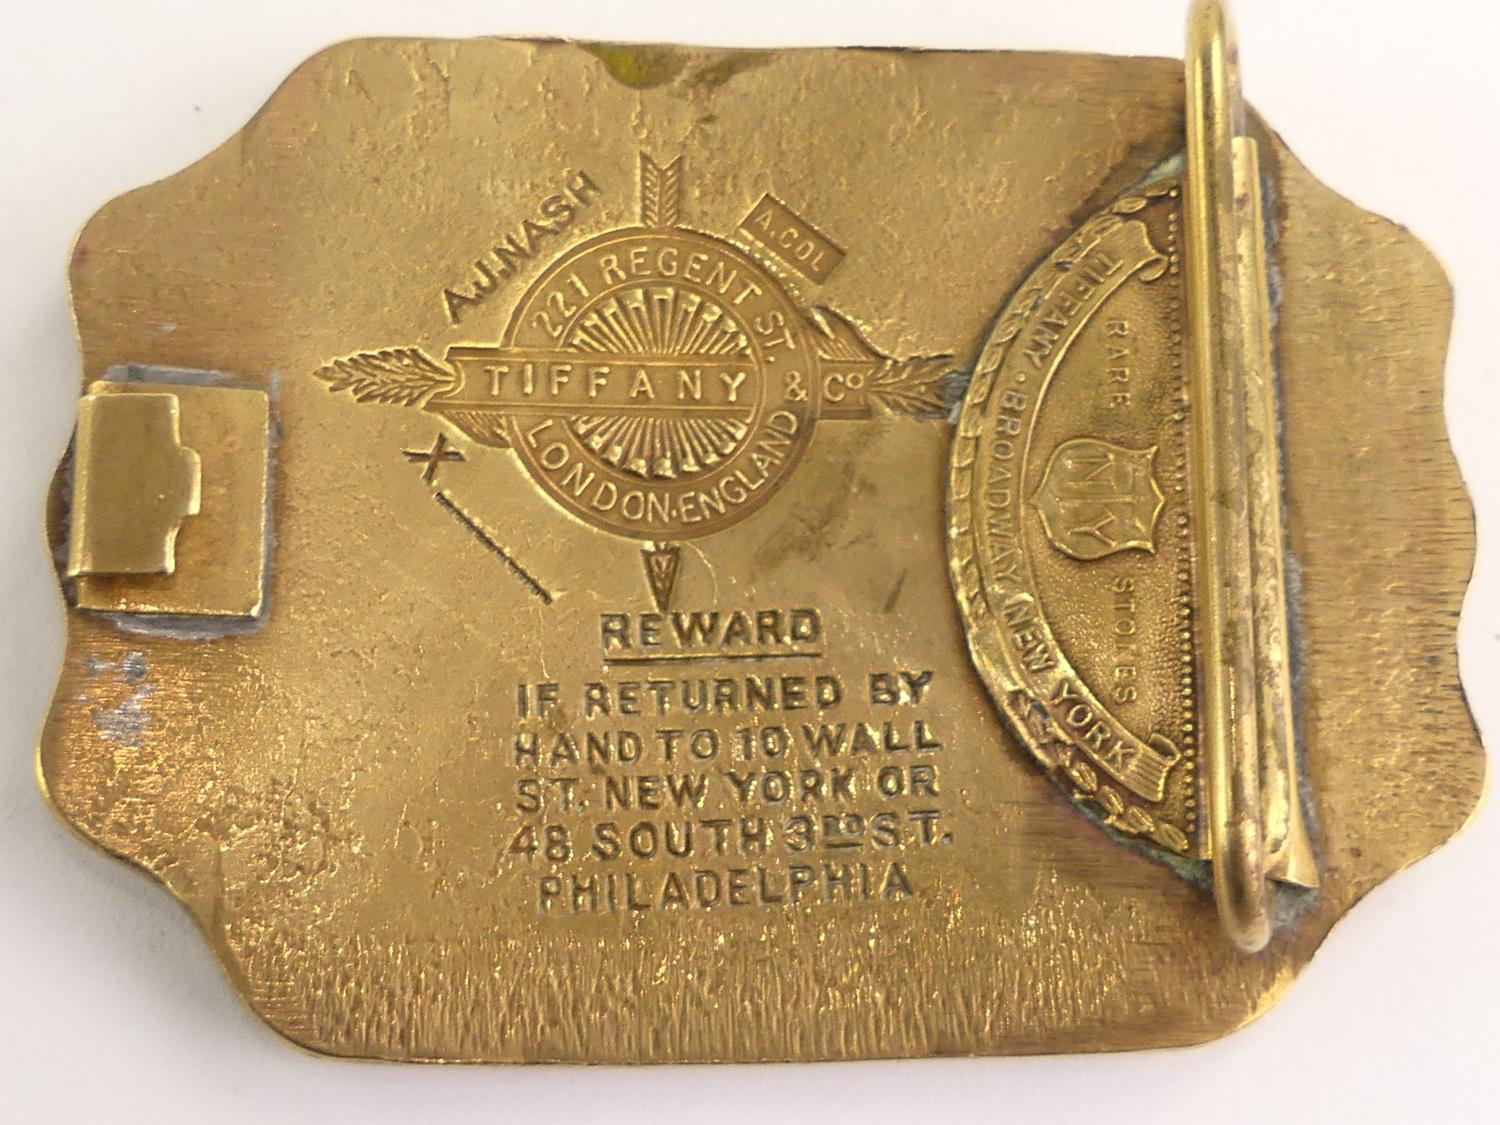 A.J.NASH
A.COL
221 REGENT ST.
TIFFANY & Co
LONDON·ENGLAND
X.
REWARD
IF RETURNED BY
HAND TO 10 WALL
ST. NEW YORK OR
48 SOUTH 3RD ST.
PHILADELPHIA
TIFFANY·BROADWAY NEW YORK
RARE STONES
NY